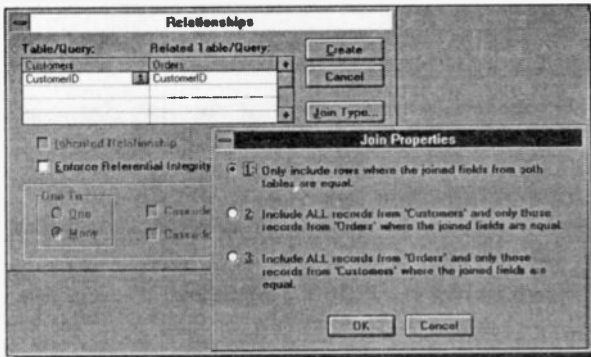 Relationships
Table/Query: Related Table/Query:
Customers Orders
CustomerID CustomerID
Create
Cancel
Join Type...
Inherited Relationship
Enforce Referential Integrity
One To
One
Many
Cascade
Cascade
Join Properties
1: Only include rows where the joined fields from both
tables are equal.
2: Include ALL records from 'Customers' and only those
records from 'Orders' where the joined fields are equal.
3: Include ALL records from 'Orders' and only those
records from 'Customers' where the joined fields are
equal.
OK Cancel